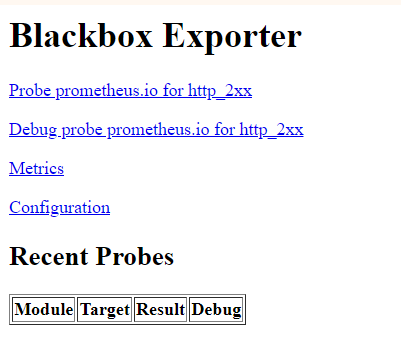 Blackbox Exporter
Probe prometheus.io for http_2xx
Debug probe prometheus.io for http_2xx
Metrics
Configuration
Recent Probes
Module Target Result Debug